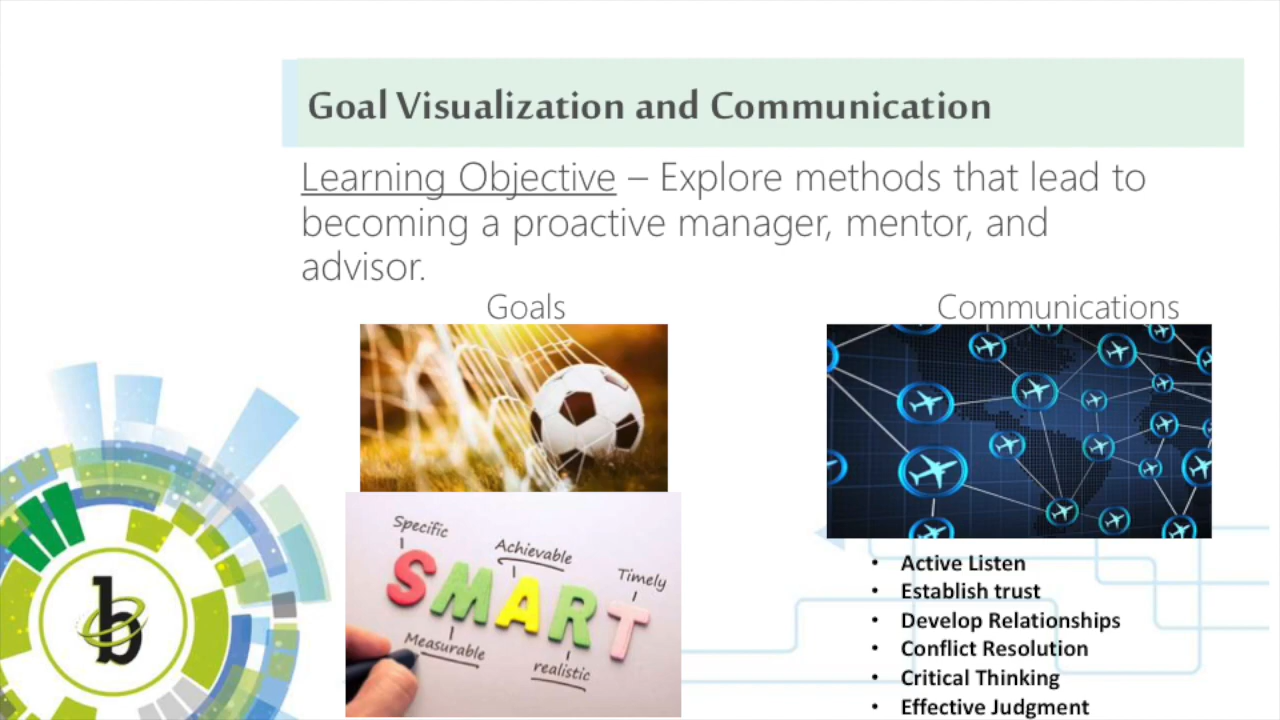 Goal Visualization and Communication
Learning Objective – Explore methods that lead to
becoming a proactive manager, mentor, and
advisor.
Goals
Communications
Specific
Achievable
Timely
SMART
Measurable
realistic
• Active Listen
• Establish trust
• Develop Relationships
• Conflict Resolution
• Critical Thinking
• Effective Judgment
b